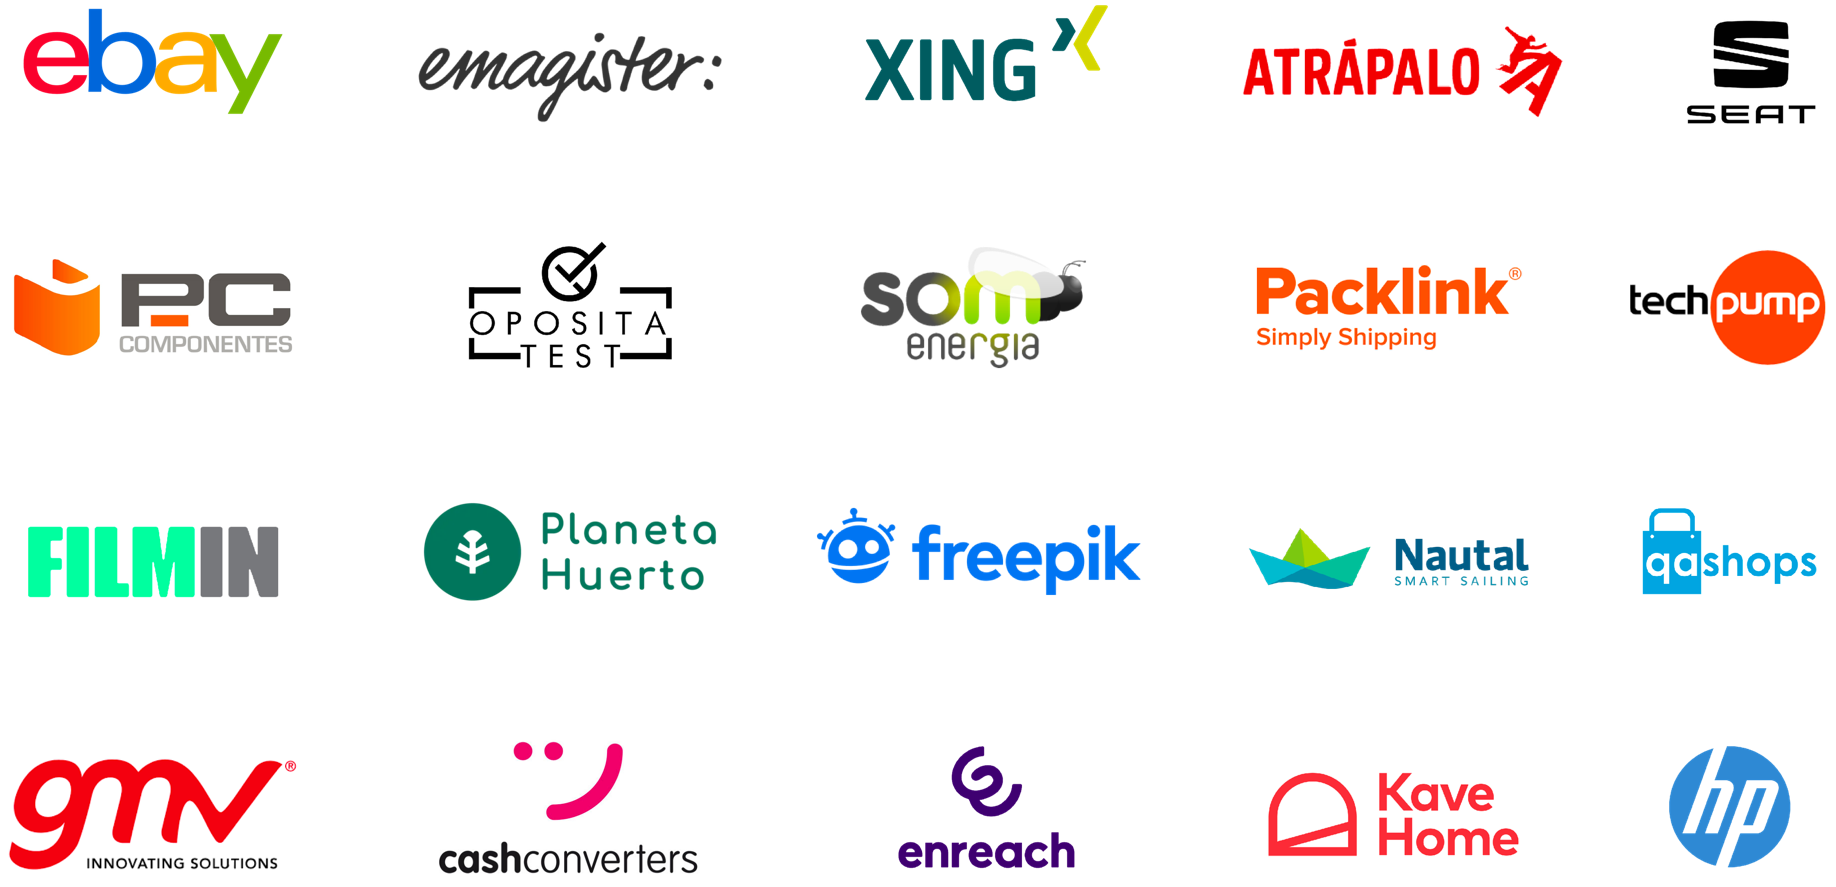 ebay
emagister:
XING
ATRÁPALO
SEAT
PC
COMPONENTES
OPOSITA
TEST
som
energia
Packlink®
Simply Shipping
techpump
FILMIN
Planeta
Huerto
freepik
Nautal
SMART SAILING
qashops
gmv®
INNOVATING SOLUTIONS
cashconverters
enreach
Kave
Home
hp